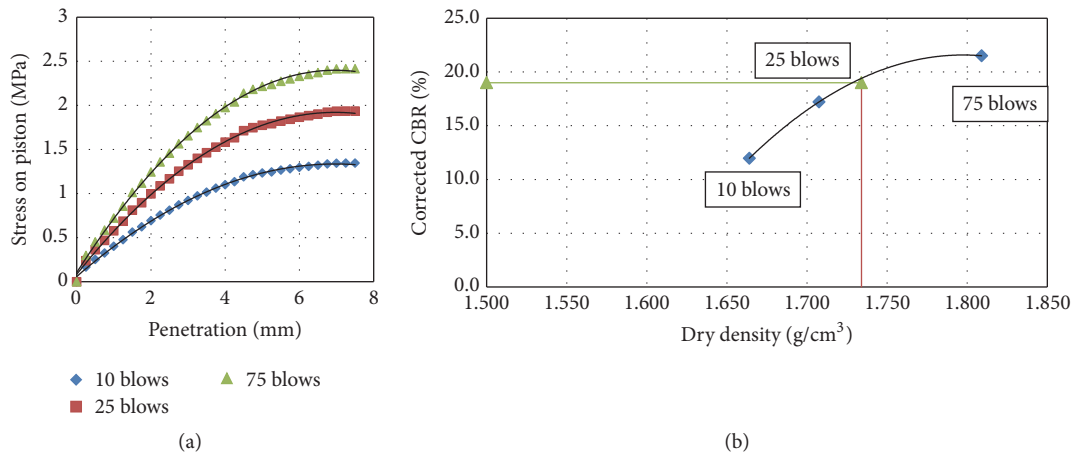 3
2.5
2
1.5
1
0.5
0
0
2
4
6
8
Stress on piston (MPa)
Penetration (mm)
10 blows
75 blows
25 blows
(a)
25.0
20.0
15.0
10.0
5.0
0.0
1.500
1.550
1.600
1.650
1.700
1.750
1.800
1.850
Corrected CBR (%)
Dry density (g/cm³)
25 blows
75 blows
10 blows
(b)